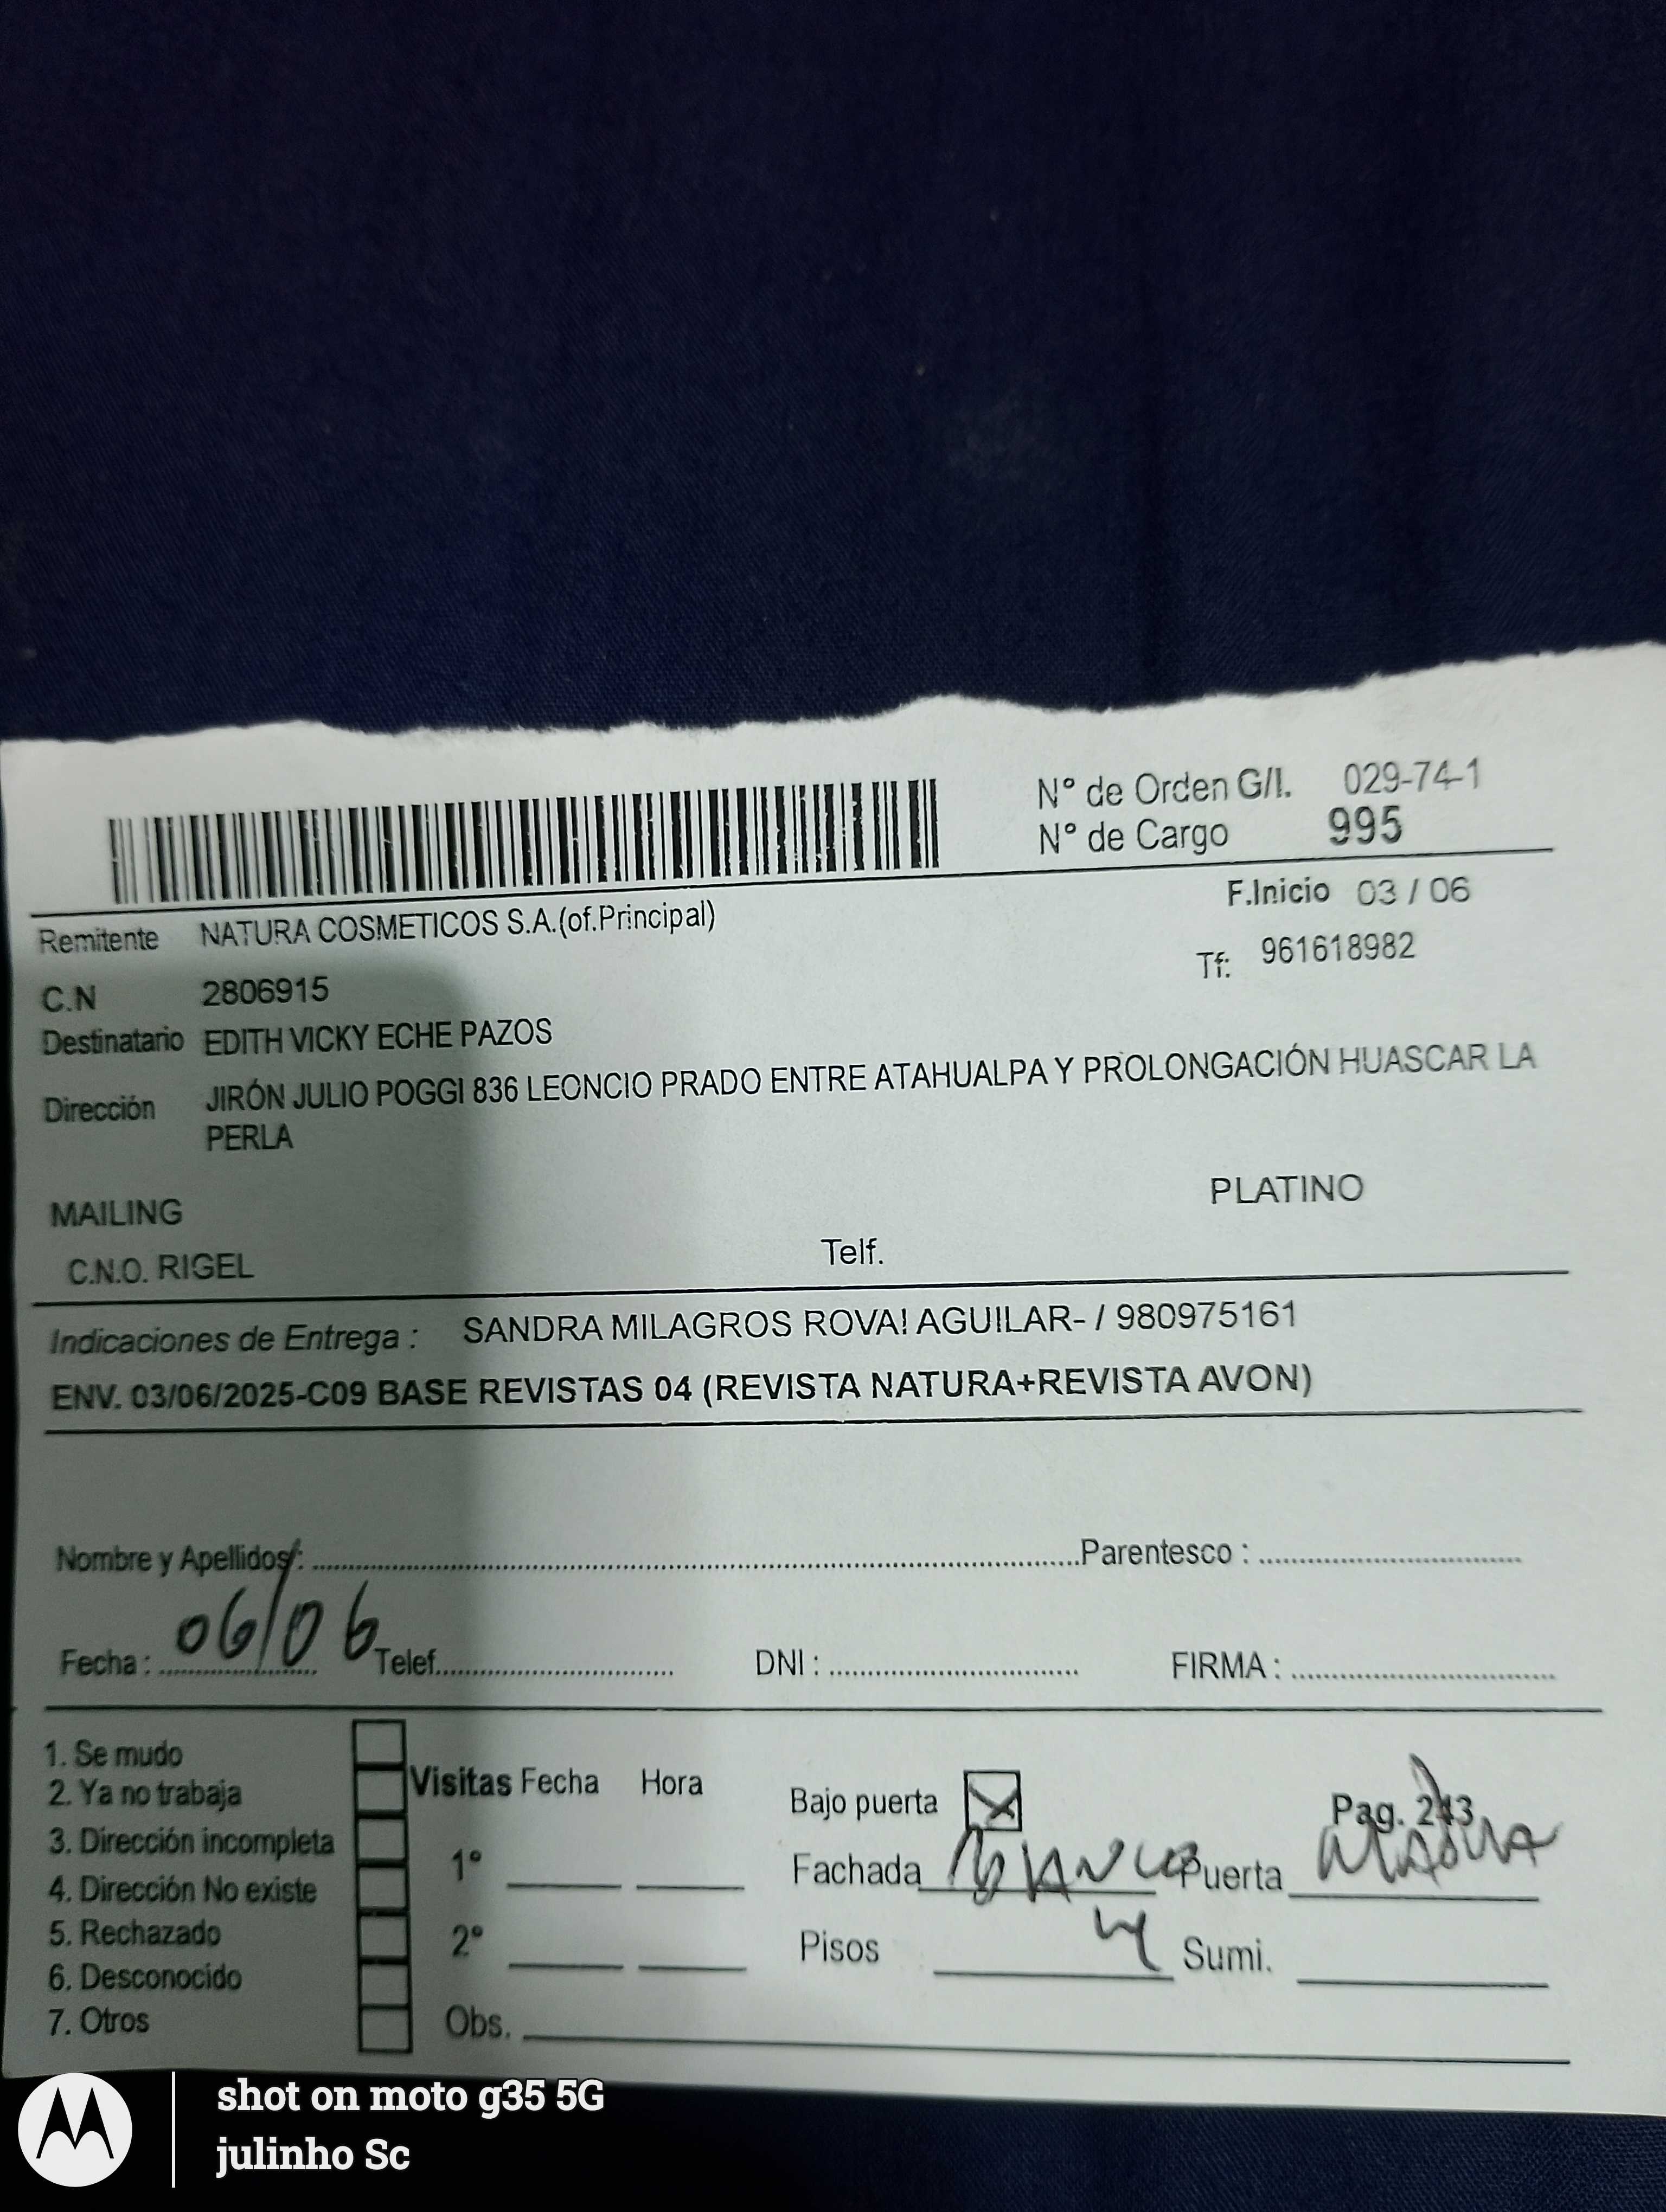 N° de Orden G/I. 029-74-1
N° de Cargo 995
F.Inicio 03 / 06
Remitente NATURA COSMETICOS S.A.(of.Principal)
Tf: 961618982
C.N 2806915
Destinatario EDITH VICKY ECHE PAZOS
Dirección JIRÓN JULIO POGGI 836 LEONCIO PRADO ENTRE ATAHUALPA Y PROLONGACIÓN HUASCAR LA
PERLA
MAILING PLATINO
C.N.O. RIGEL Telf.
Indicaciones de Entrega : SANDRA MILAGROS ROVAI AGUILAR- / 980975161
ENV. 03/06/2025-C09 BASE REVISTAS 04 (REVISTA NATURA+REVISTA AVON)
Nombre y Apellidos : Parentesco :
Fecha : 06/06 Telef. DNI : FIRMA :
1. Se mudo
2. Ya no trabaja
3. Dirección incompleta
4. Dirección No existe
5. Rechazado
6. Desconocido
7. Otros
Visitas Fecha Hora
1°
2°
Obs.
Bajo puerta Pag. 243
Fachada BLANCO Puerta MADERA
Pisos 4 Sumi.
shot on moto g35 5G
julinho Sc